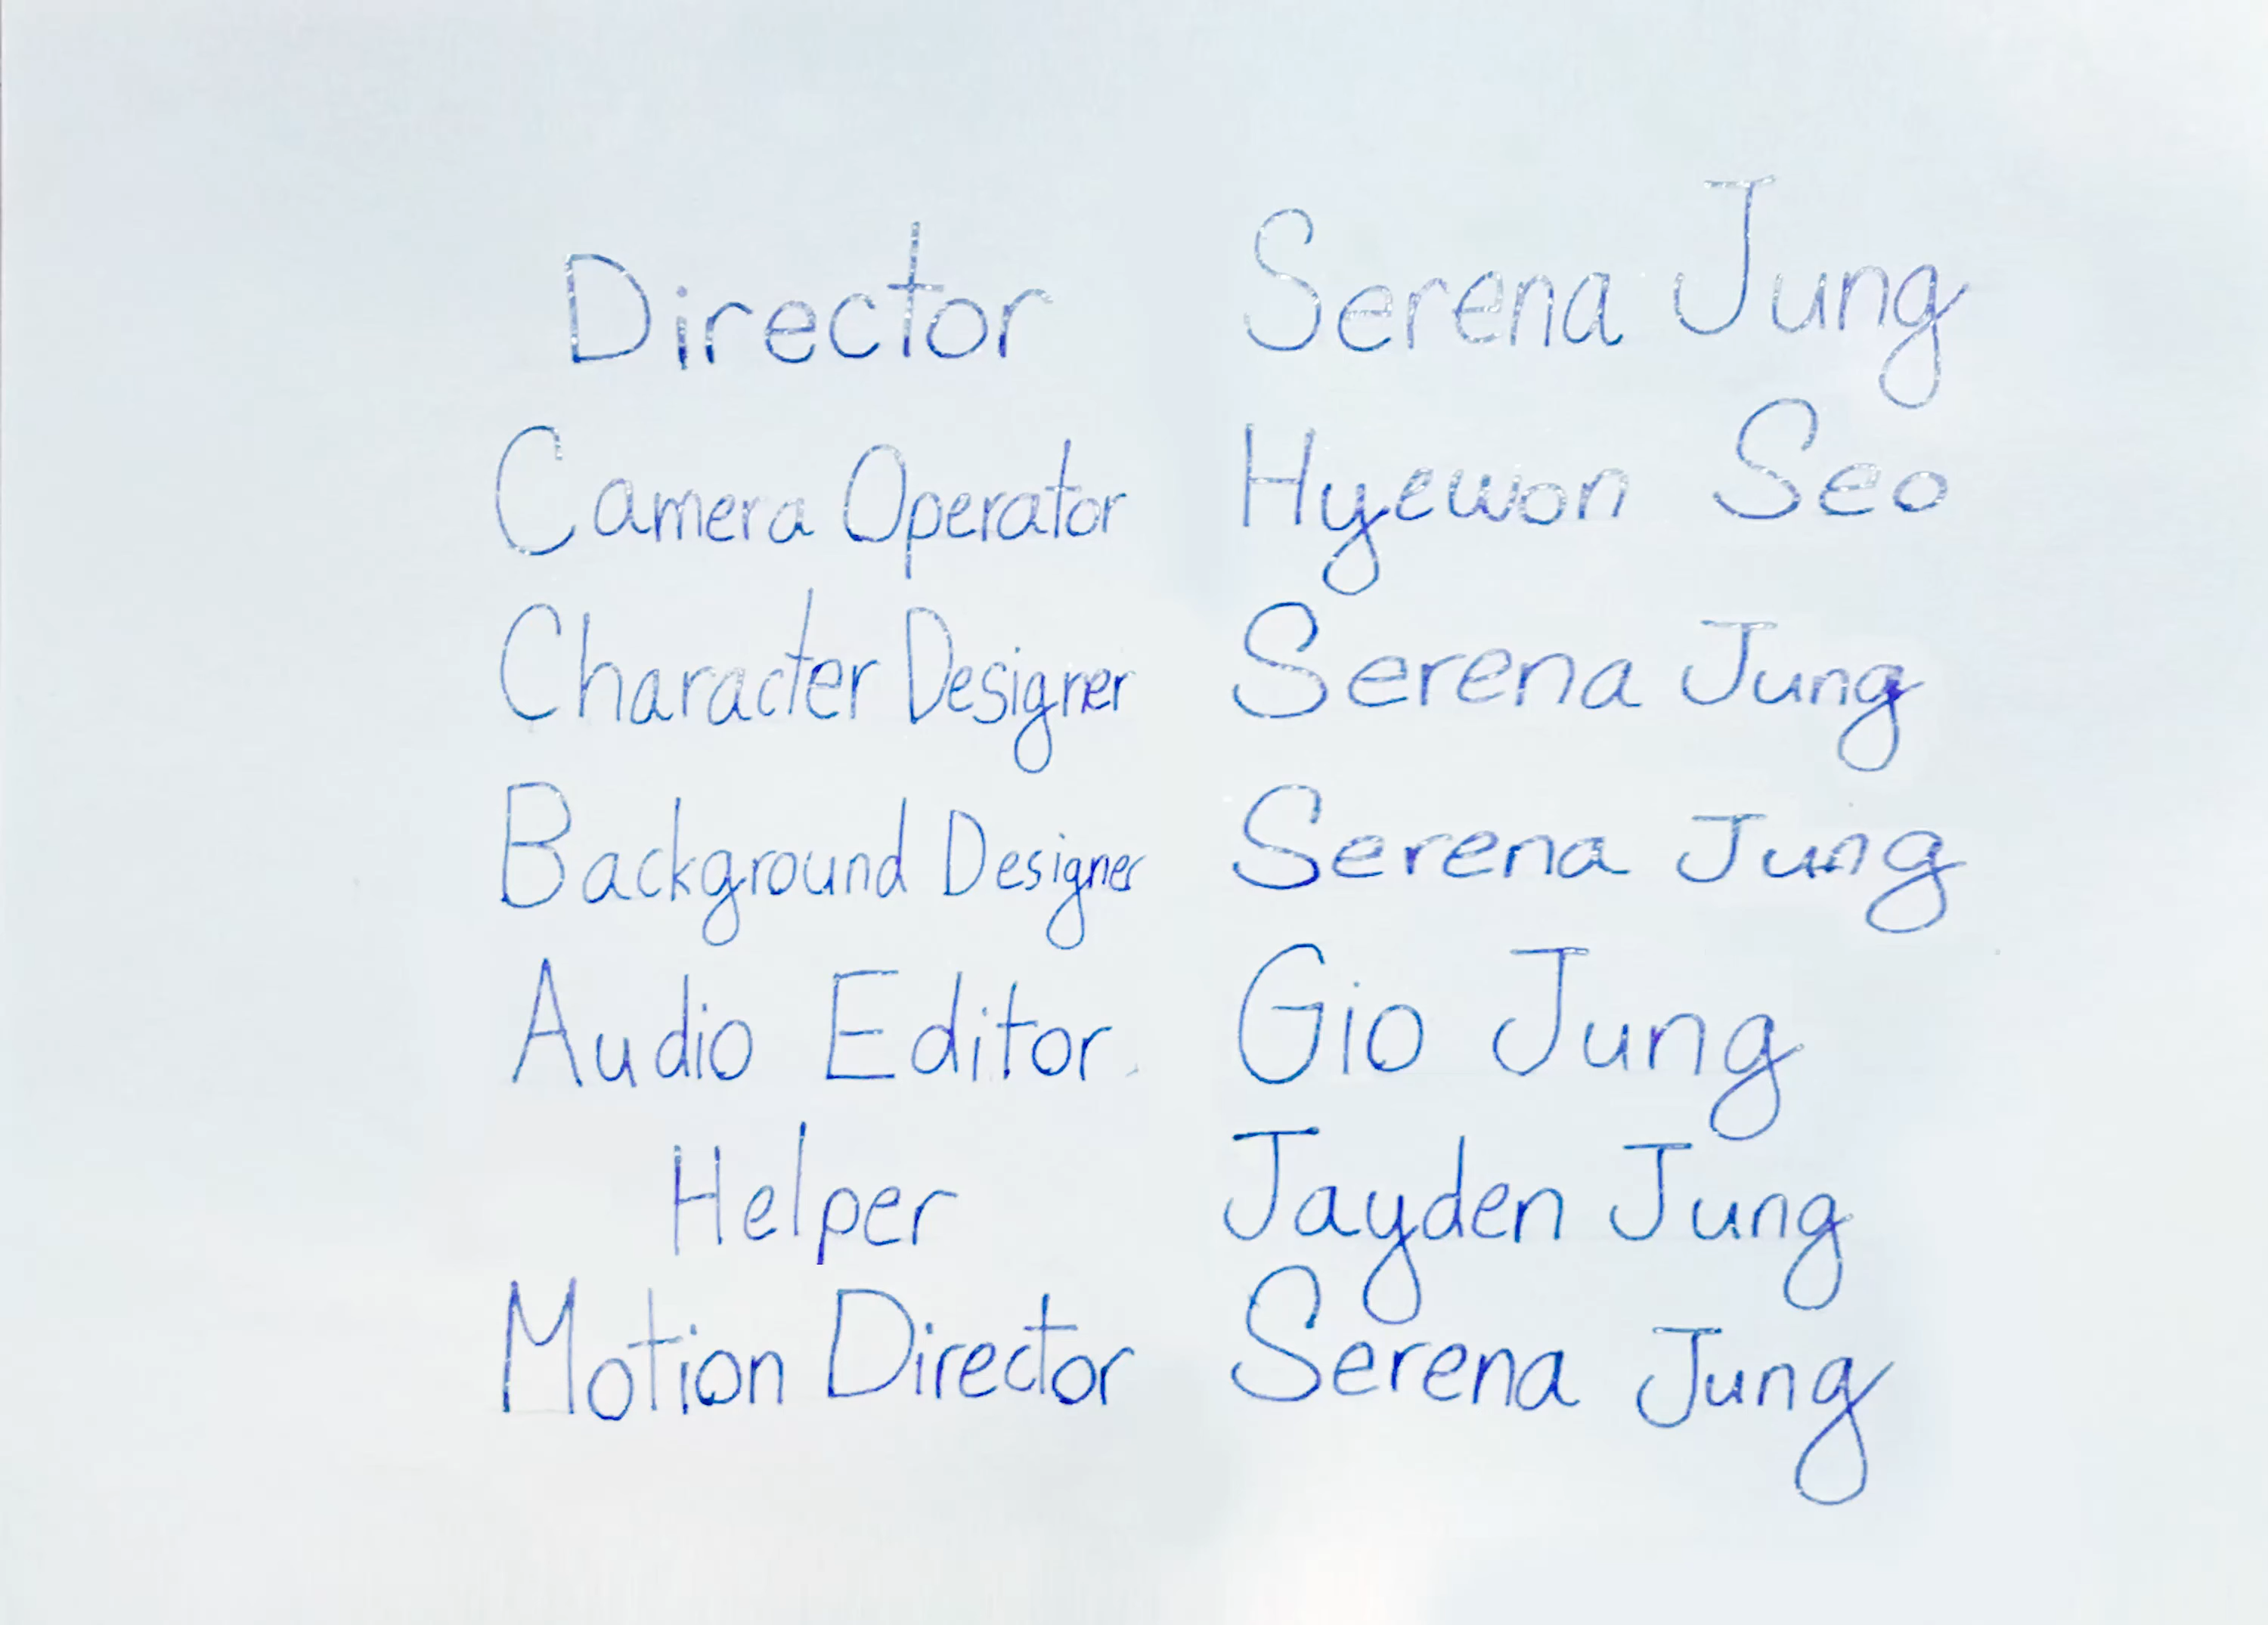 Director Serena Jung
Camera Operator Hyewon Seo
Character Designer Serena Jung
Background Designer Serena Jung
Audio Editor Gio Jung
Helper Jayden Jung
Motion Director Serena Jung